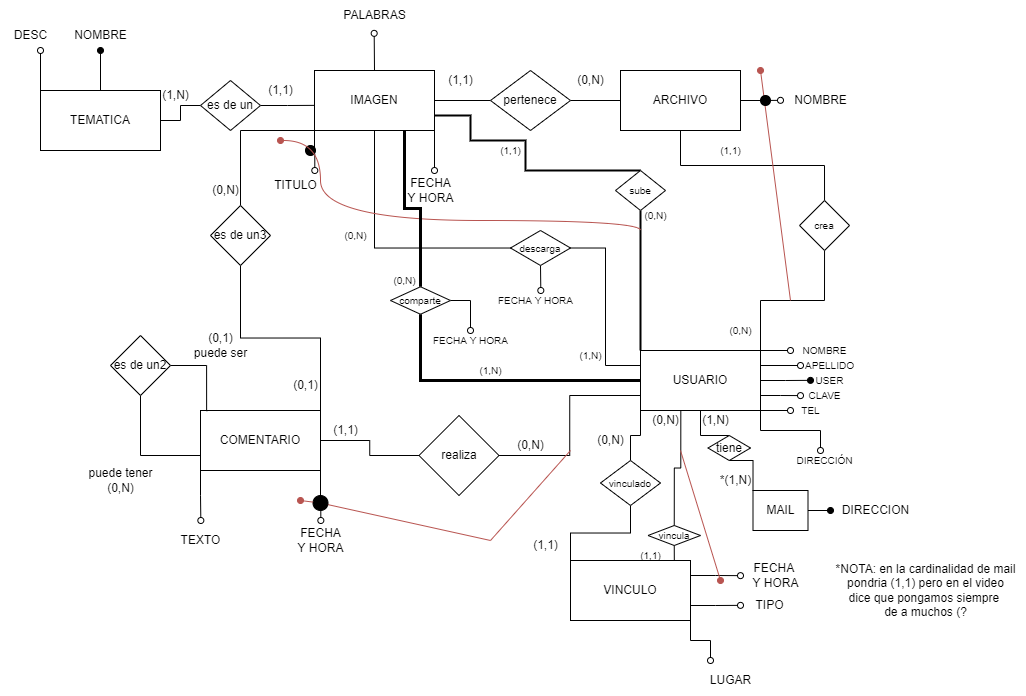 PALABRAS
DESC
NOMBRE
TEMATICA
(1,N)
es de un
(1,1)
IMAGEN
(1,1)
pertenece
(0,N)
ARCHIVO
NOMBRE
TITULO
FECHA
Y HORA
(1,1)
sube
(0,N)
(1,1)
crea
(0,N)
(0,N)
es de un3
(0,N)
descarga
FECHA Y HORA
(1,N)
(0,N)
comparte
FECHA Y HORA
(1,N)
(0,1)
puede ser
es de un2
(0,1)
puede tener
(0,N)
COMENTARIO
(1,1)
realiza
(0,N)
TEXTO
FECHA
Y HORA
USUARIO
NOMBRE
APELLIDO
USER
CLAVE
TEL
DIRECCIÓN
(0,N)
vinculado
(1,1)
(0,N)
vincula
(1,1)
(1,N)
tiene
*(1,N)
MAIL
DIRECCION
VINCULO
FECHA
Y HORA
TIPO
LUGAR
*NOTA: en la cardinalidad de mail
pondria (1,1) pero en el video
dice que pongamos siempre
de a muchos (?